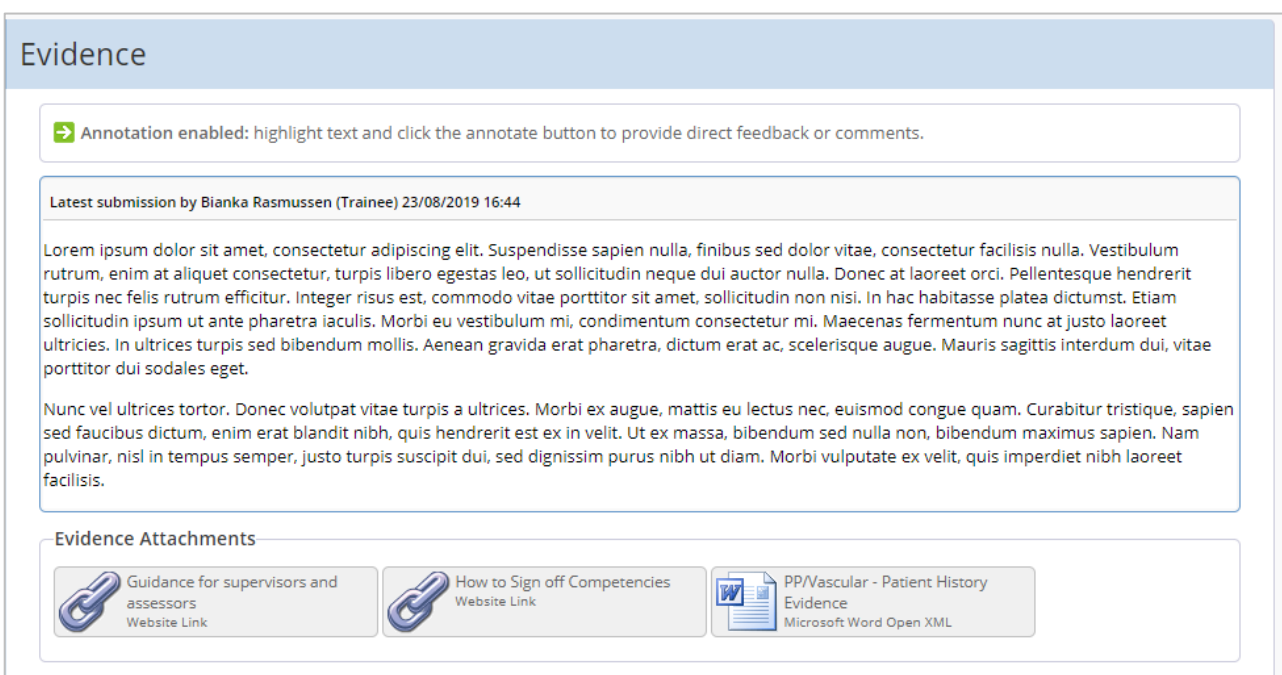 Evidence
Annotation enabled: highlight text and click the annotate button to provide direct feedback or comments.
Latest submission by Bianka Rasmussen (Trainee) 23/08/2019 16:44
Lorem ipsum dolor sit amet, consectetur adipiscing elit. Suspendisse sapien nulla, finibus sed dolor vitae, consectetur facilisis nulla. Vestibulum
rutrum, enim at aliquet consectetur, turpis libero egestas leo, ut sollicitudin neque dui auctor nulla. Donec at laoreet orci. Pellentesque hendrerit
turpis nec felis rutrum efficitur. Integer risus est, commodo vitae porttitor sit amet, sollicitudin non nisi. In hac habitasse platea dictumst. Etiam
sollicitudin ipsum ut ante pharetra iaculis. Morbi eu vestibulum mi, condimentum consectetur mi. Maecenas fermentum nunc at justo laoreet
ultricies. In ultrices turpis sed bibendum mollis. Aenean gravida erat pharetra, dictum erat ac, scelerisque augue. Mauris sagittis interdum dui, vitae
porttitor dui sodales eget.
Nunc vel ultrices tortor. Donec volutpat vitae turpis a ultrices. Morbi ex augue, mattis eu lectus nec, euismod congue quam. Curabitur tristique, sapien
sed faucibus dictum, enim erat blandit nibh, quis hendrerit est ex in velit. Ut ex massa, bibendum sed nulla non, bibendum maximus sapien. Nam
pulvinar, nisl in tempus semper, justo turpis suscipit dui, sed dignissim purus nibh ut diam. Morbi vulputate ex velit, quis imperdiet nibh laoreet
facilisis.
Evidence Attachments
Guidance for supervisors and
assessors
Website Link
How to Sign off Competencies
Website Link
W
PP/Vascular - Patient History
Evidence
Microsoft Word Open XML